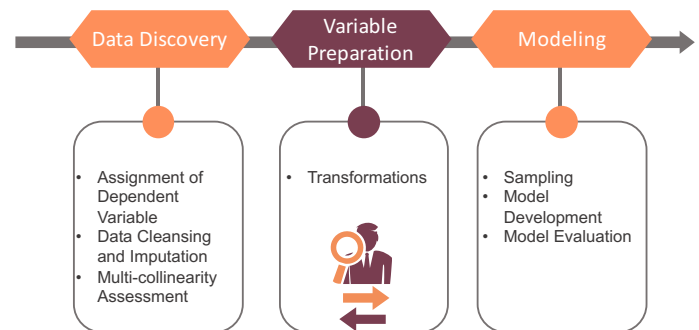 Data Discovery
Variable
Preparation
Modeling
• Assignment of
Dependent
Variable
• Data Cleansing
and Imputation
• Multi-collinearity
Assessment
• Transformations
• Sampling
• Model
Development
• Model Evaluation